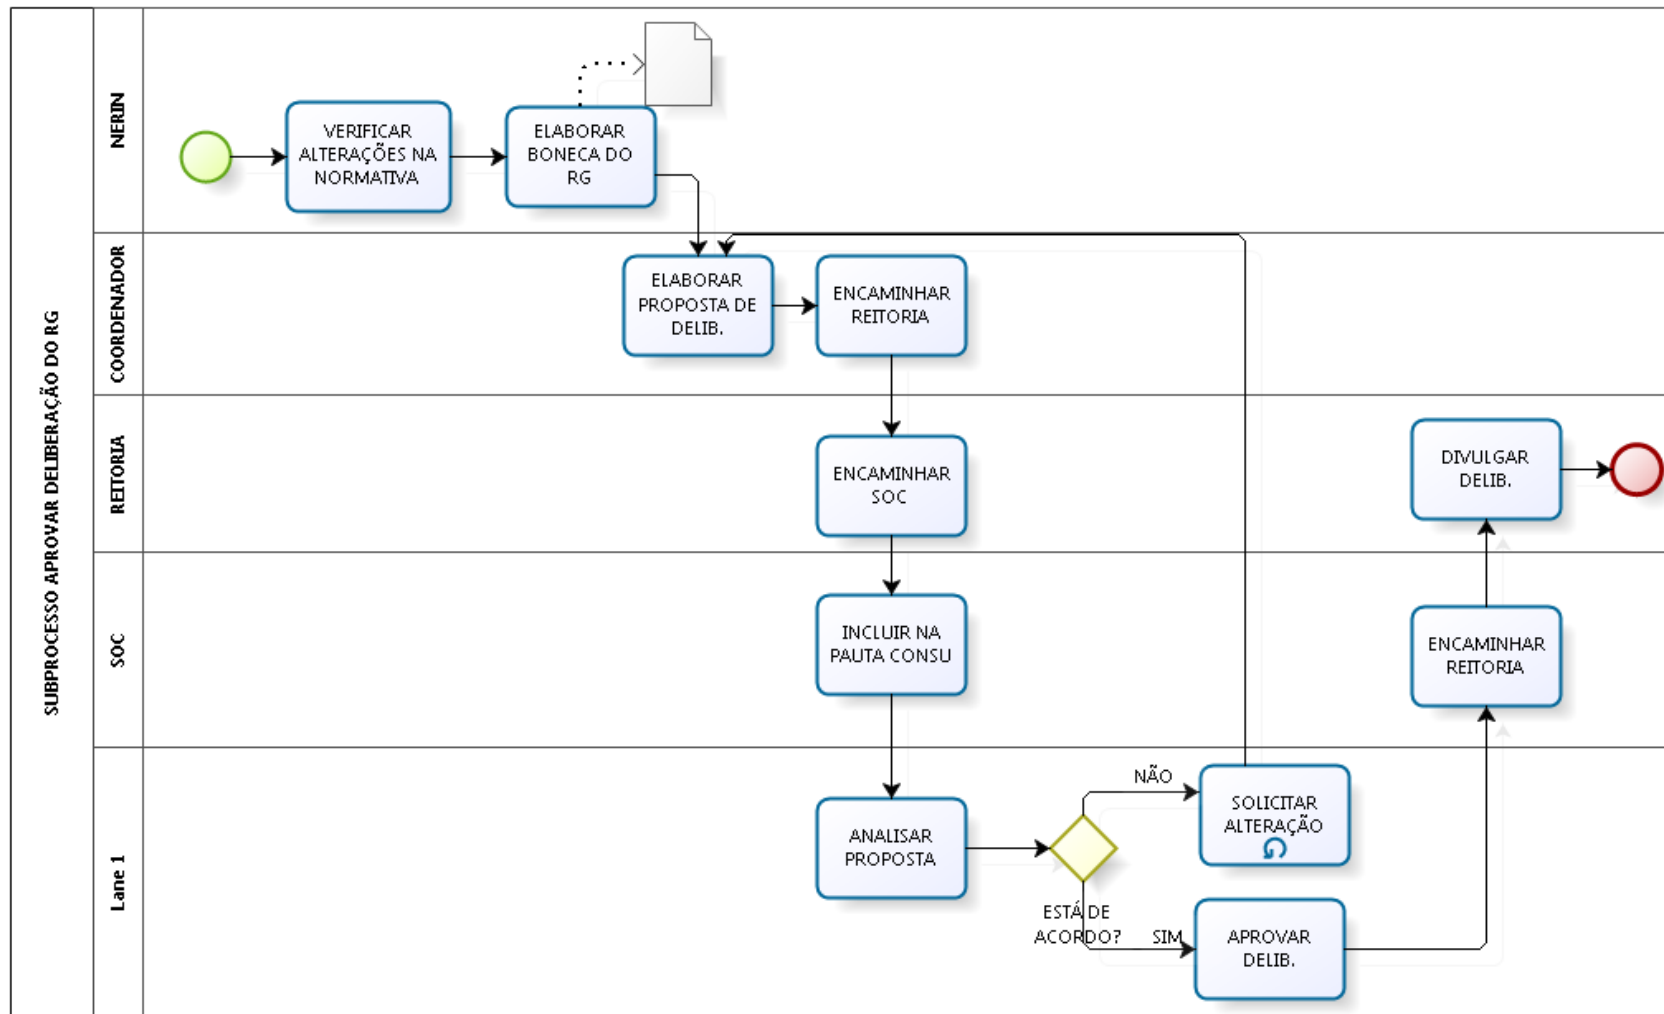 SUBPROCESSO APROVAR DELIBERAÇÃO DO RG
NERIN
VERIFICAR
ALTERAÇÕES NA
NORMATIVA
ELABORAR
BONECA DO
RG
COORDENADOR
ELABORAR
PROPOSTA DE
DELIB.
ENCAMINHAR
REITORIA
REITORIA
ENCAMINHAR
SOC
DIVULGAR
DELIB.
SOC
INCLUIR NA
PAUTA CONSU
ENCAMINHAR
REITORIA
Lane 1
ANALISAR
PROPOSTA
ESTÁ DE
ACORDO?
NÃO
SOLICITAR
ALTERAÇÃO
SIM
APROVAR
DELIB.